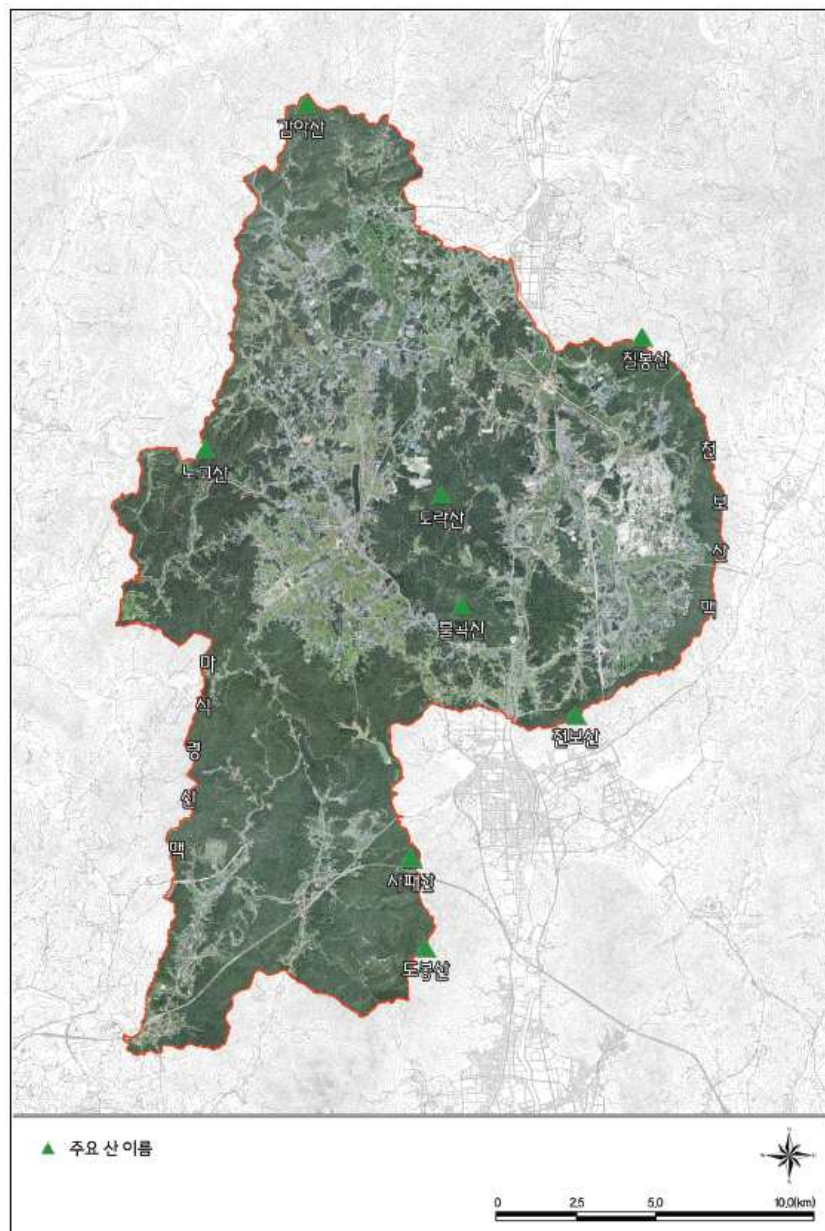 감악산
칠봉산
천보산맥
노고산
도락산
불곡산
마식령산맥
천보산
사패산
도봉산
주요 산 이름
0 2.5 5.0 10.0(km)